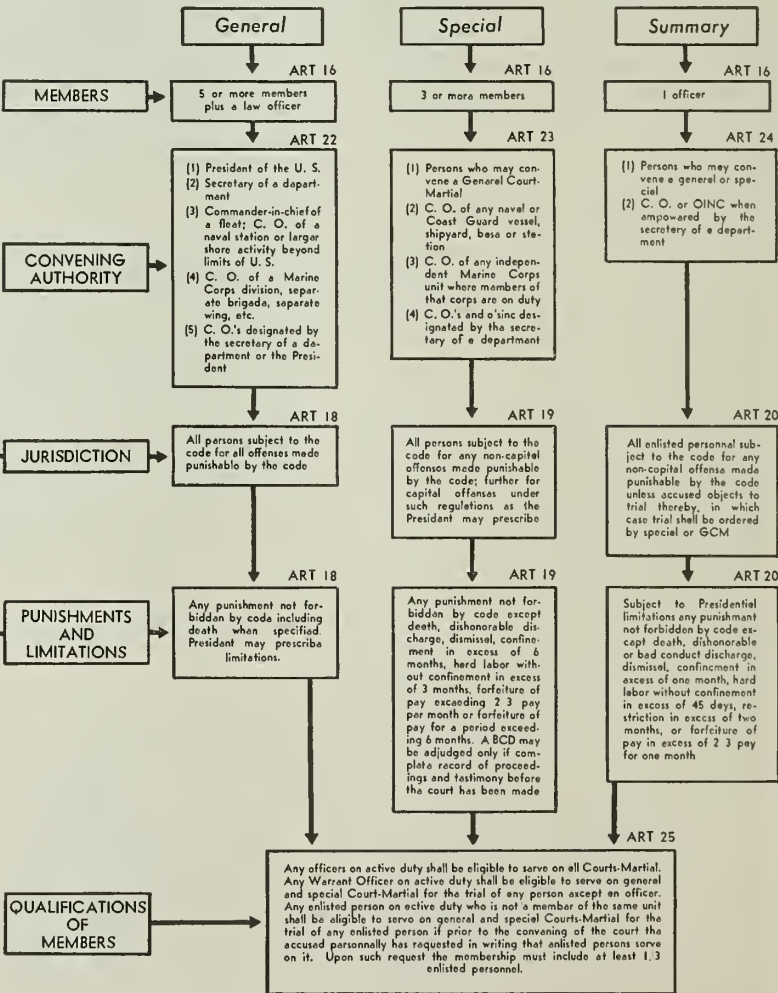 General
Special
Summary
MEMBERS
ART 16
5 or more members
plus a law officer
ART 16
3 or more members
ART 16
1 officer
CONVENING
AUTHORITY
ART 22
(1) President of the U. S.
(2) Secretary of a depart-
ment
(3) Commander-in-chief of
a fleet; C. O. of a
naval station or larger
shore activity beyond
limits of U. S.
(4) C. O. of a Marine
Corps division, separ-
ate brigade, separate
wing, etc.
(5) C. O.'s designated by
the secretary of a de-
partment or the Presi-
dent
ART 23
(1) Persons who may con-
vene a General Court-
Martial
(2) C. O. of any naval or
Coast Guard vessel,
shipyard, base or sta-
tion
(3) C. O. of any indepen-
dent Marine Corps
unit where members of
that corps are on duty
(4) C. O.'s and o'sinc des-
ignated by the secre-
tary of e department
ART 24
(1) Persons who may con-
vene e general or spe-
cial
(2) C. O. or OINC when
empowered by the
secretary of e depart-
ment
JURISDICTION
ART 18
All persons subject to the
code for all offenses made
punishable by the code
ART 19
All persons subject to the
code for any non-capital
offenses made punishable
by the code; further for
capital offenses under
such regulations as the
President may prescribe
ART 20
All enlisted personnel sub-
ject to the code for any
non-capital offense made
punishable by the code
unless accused objects to
trial thereby, in which
case trial shall be ordered
by special or GCM
PUNISHMENTS
AND
LIMITATIONS
ART 18
Any punishment not for-
bidden by code including
death when specified.
President may prescribe
limitations.
ART 19
Any punishment not for-
bidden by code except
death, dishonorable dis-
charge, dismissel, confine-
ment in excess of 6
months, hard labor with-
out confinement in excess
of 3 months, forfeiture of
pay exceeding 2 3 pay
per month or forfeiture of
pay for a period exceed-
ing 6 months. A BCD may
be adjudged only if com-
plete record of proceed-
ings and testimony before
the court has been made
ART 20
Subject to Presidential
limitations any punishment
not forbidden by code ex-
cept death, dishonorable
or bad conduct discharge,
dismissel, confinement in
excess of one month, hard
labor without confinement
in excess of 45 days, re-
striction in excess of two
months, or forfeiture of
pay in excess of 2 3 pay
for one month
QUALIFICATIONS
OF
MEMBERS
ART 25
Any officers on active duty shall be eligible to serve on all Courts-Martial.
Any Warrant Officer on active duty shall be eligible to serve on general
and special Court-Martial for the trial of any person except en officer.
Any enlisted person on active duty who is not a member of the same unit
shall be eligible to serve on general and special Courts-Martial for the
trial of any enlisted person if prior to the convening of the court the
accused personnally has requested in writing that enlisted persons serve
on it. Upon such request the membership must include at least 1, 3
enlisted personnel.